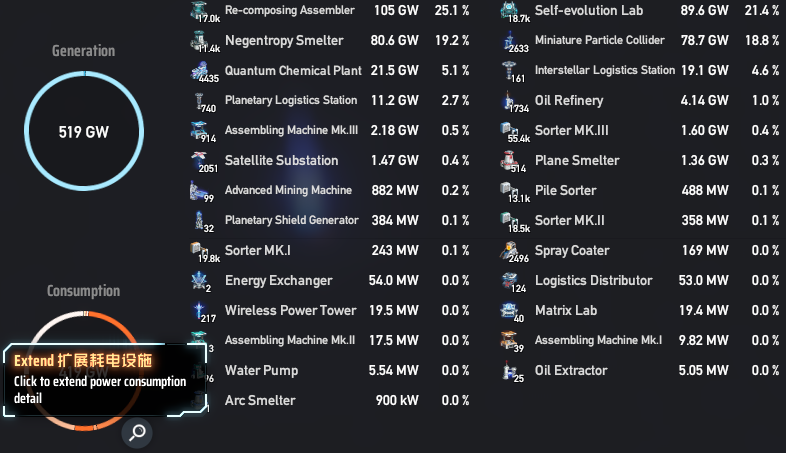 Generation
519 GW
Consumption
Extend 扩展耗电设施
Click to extend power consumption
detail
17.0k Re-composing Assembler 105 GW 25.1 %
18.7k Self-evolution Lab 89.6 GW 21.4 %
11.4k Negentropy Smelter 80.6 GW 19.2 %
2633 Miniature Particle Collider 78.7 GW 18.8 %
4435 Quantum Chemical Plant 21.5 GW 5.1 %
161 Interstellar Logistics Station 19.1 GW 4.6 %
740 Planetary Logistics Station 11.2 GW 2.7 %
1734 Oil Refinery 4.14 GW 1.0 %
914 Assembling Machine Mk.III 2.18 GW 0.5 %
55.4k Sorter MK.III 1.60 GW 0.4 %
2051 Satellite Substation 1.47 GW 0.4 %
514 Plane Smelter 1.36 GW 0.3 %
99 Advanced Mining Machine 882 MW 0.2 %
13.1k Pile Sorter 488 MW 0.1 %
32 Planetary Shield Generator 384 MW 0.1 %
18.5k Sorter MK.II 358 MW 0.1 %
19.8k Sorter MK.I 243 MW 0.1 %
2496 Spray Coater 169 MW 0.0 %
2 Energy Exchanger 54.0 MW 0.0 %
124 Logistics Distributor 53.0 MW 0.0 %
217 Wireless Power Tower 19.5 MW 0.0 %
40 Matrix Lab 19.4 MW 0.0 %
Assembling Machine Mk.II 17.5 MW 0.0 %
39 Assembling Machine Mk.I 9.82 MW 0.0 %
Water Pump 5.54 MW 0.0 %
25 Oil Extractor 5.05 MW 0.0 %
Arc Smelter 900 kW 0.0 %